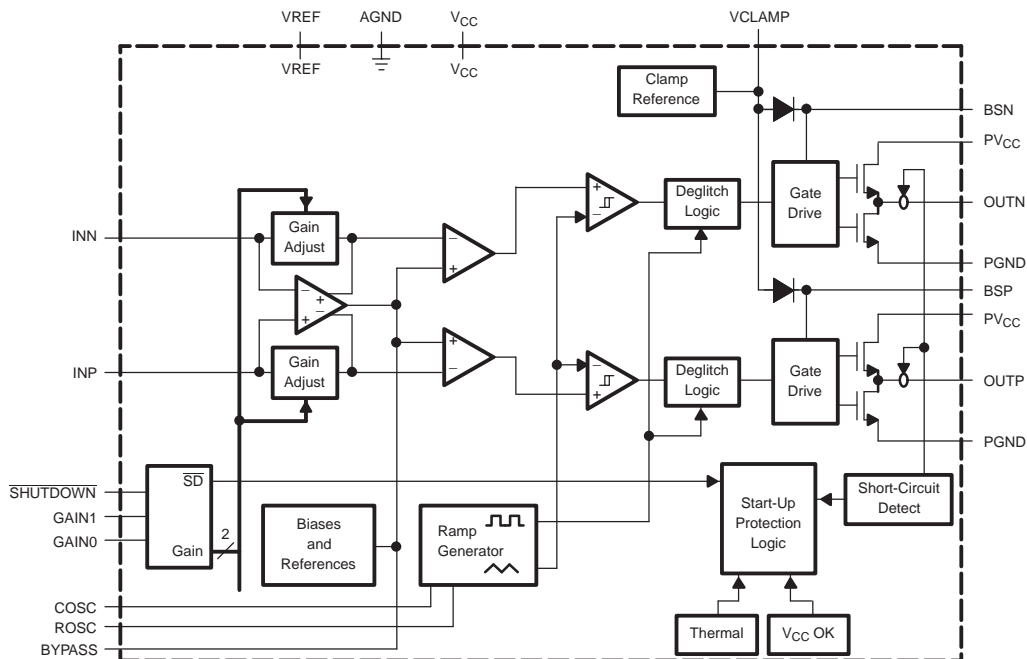 VREF AGND VCC VCLAMP
VREF VCC
Clamp
Reference
BSN
PVCC
Gain
Adjust
+
−
Deglitch
Logic
Gate
Drive
OUTN
INN
−
+
PGND
−
+
+
−
BSP
PVCC
INP
Gain
Adjust
+
−
−
+
Deglitch
Logic
Gate
Drive
OUTP
PGND
SHUTDOWN
GAIN1
GAIN0
SD
Gain
2
Biases
and
References
Ramp
Generator
Start-Up
Protection
Logic
Short-Circuit
Detect
COSC
ROSC
BYPASS
Thermal
VCC OK